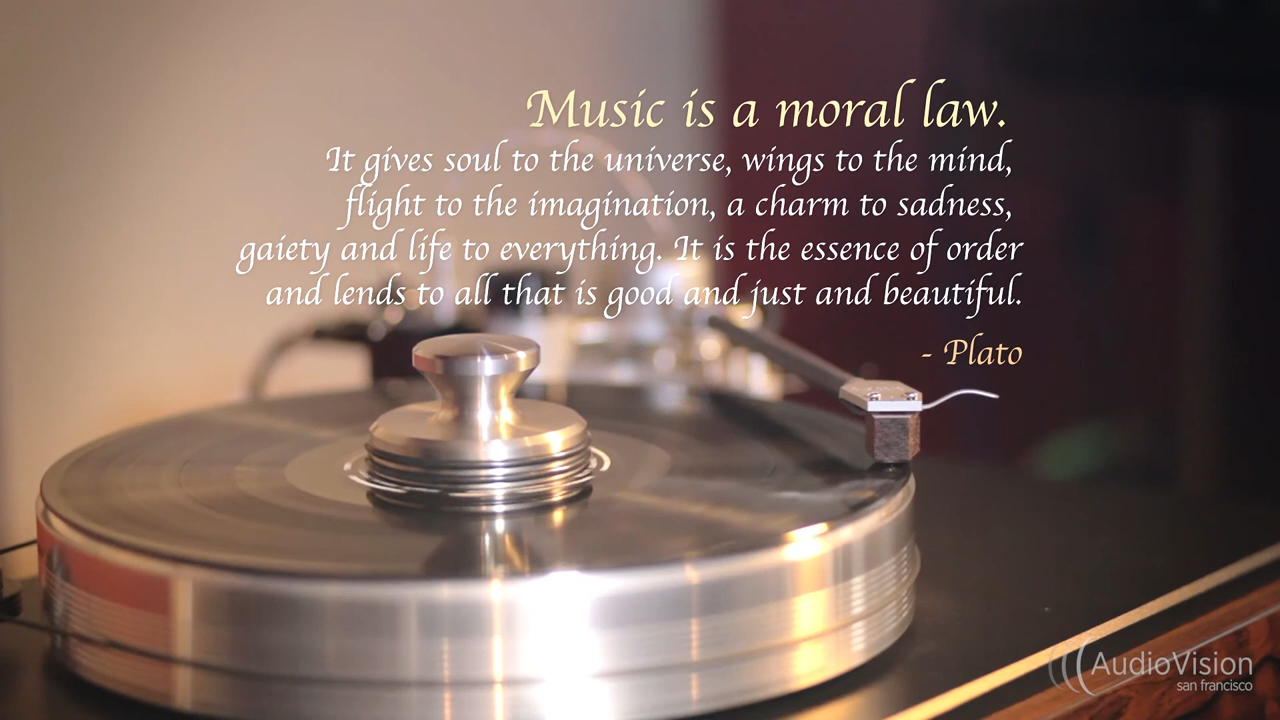 Music is a moral law.
It gives soul to the universe, wings to the mind,
flight to the imagination, a charm to sadness,
gaiety and life to everything. It is the essence of order
and lends to all that is good and just and beautiful.
- Plato
AudioVision
san francisco